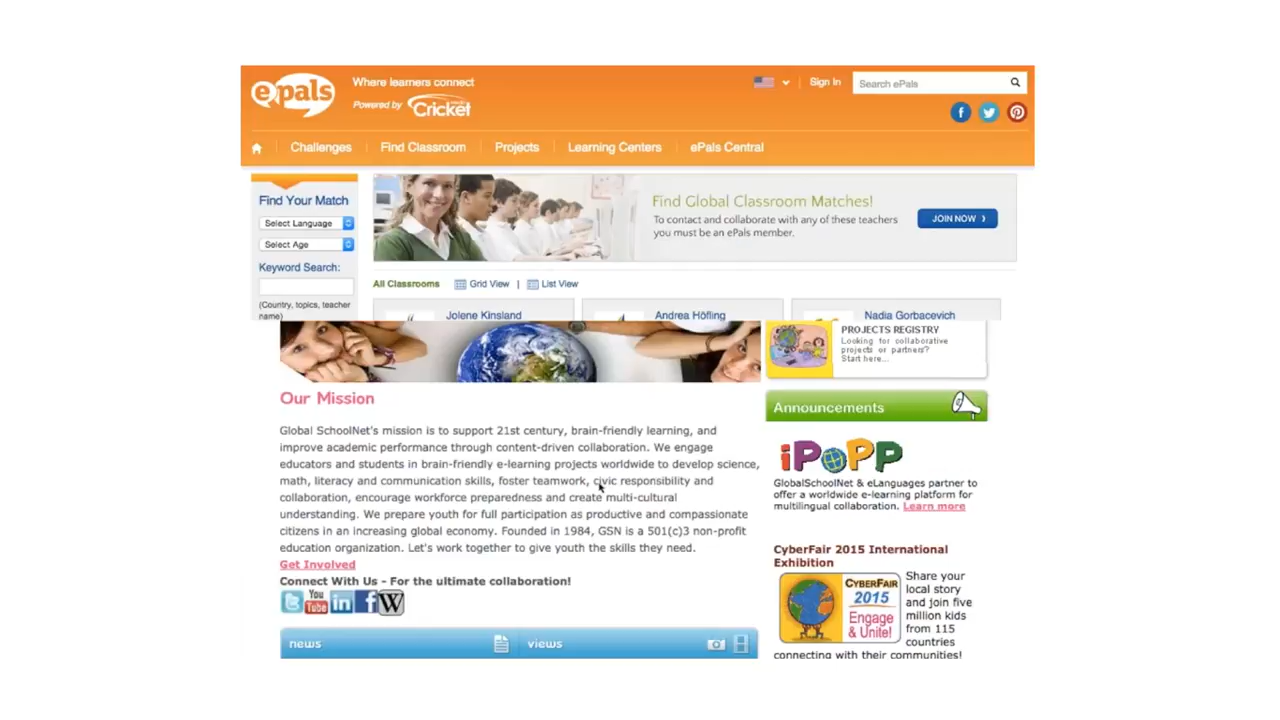 epals
Where learners connect
Powered by Cricket
Sign In
Search ePals
Challenges
Find Classroom
Projects
Learning Centers
ePals Central
Find Your Match
Select Language
Select Age
Keyword Search:
(Country, topics, teacher
name)
Find Global Classroom Matches!
To contact and collaborate with any of these teachers
you must be an ePals member.
JOIN NOW
All Classrooms
Grid View | List View
Jolene Kinsland
Andrea Höfling
Nadia Gorbacevich
PROJECTS REGISTRY
Looking for collaborative
projects or partners?
Start here...
Our Mission
Global SchoolNet's mission is to support 21st century, brain-friendly learning, and
improve academic performance through content-driven collaboration. We engage
educators and students in brain-friendly e-learning projects worldwide to develop science,
math, literacy and communication skills, foster teamwork, civic responsibility and
collaboration, encourage workforce preparedness and create multi-cultural
understanding. We prepare youth for full participation as productive and compassionate
citizens in an increasing global economy. Founded in 1984, GSN is a 501(c)3 non-profit
education organization. Let's work together to give youth the skills they need.
Get Involved
Connect With Us - For the ultimate collaboration!
You
Tube
in
f
W
news
views
Announcements
iPOPP
GlobalSchoolNet & eLanguages partner to
offer a worldwide e-learning platform for
multilingual collaboration. Learn more
CyberFair 2015 International
Exhibition
CYBERFAIR
2015
Engage
& Unite!
Share your
local story
and join five
million kids
from 115
countries
connecting with their communities!